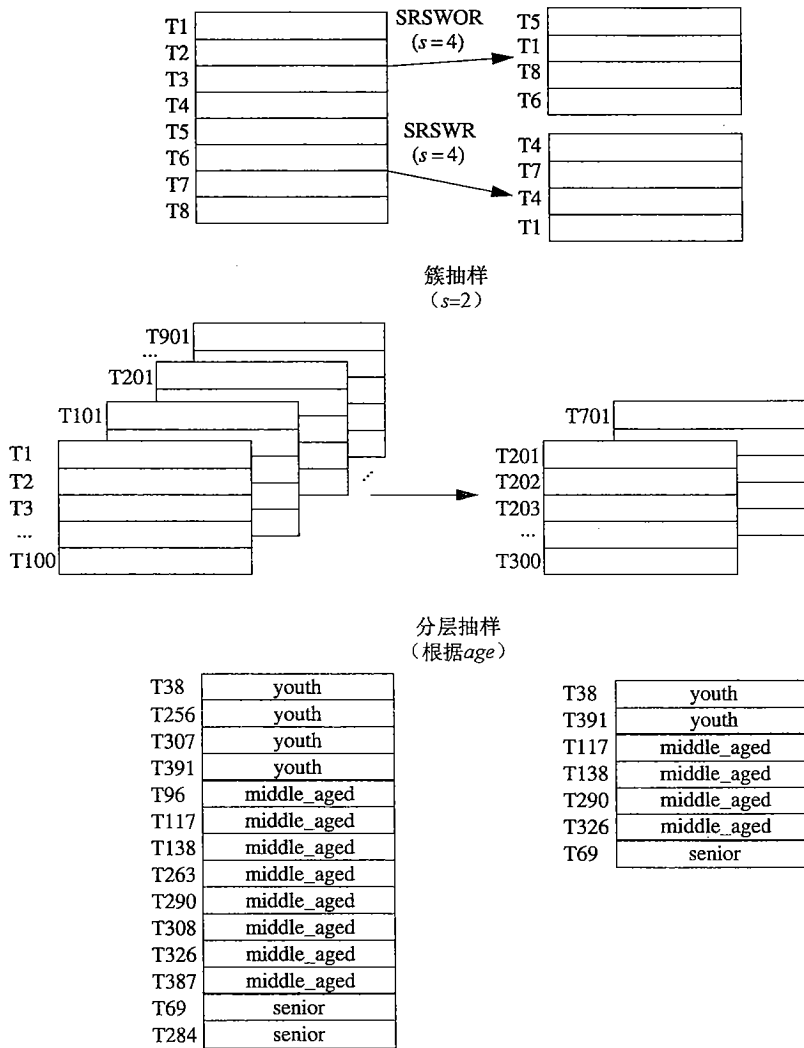 T1
T2
T3
T4
T5
T6
T7
T8
SRSWOR
(s=4)
SRSWR
(s=4)
T5
T1
T8
T6
T4
T7
T4
T1
簇抽样
(s=2)
T901
...
T201
T101
T1
T2
T3
...
T100
...
T701
T201
T202
T203
...
T300
分层抽样
(根据age)
T38 youth
T256 youth
T307 youth
T391 youth
T96 middle_aged
T117 middle_aged
T138 middle_aged
T263 middle_aged
T290 middle_aged
T308 middle_aged
T326 middle_aged
T387 middle_aged
T69 senior
T284 senior
T38 youth
T391 youth
T117 middle_aged
T138 middle_aged
T290 middle_aged
T326 middle_aged
T69 senior